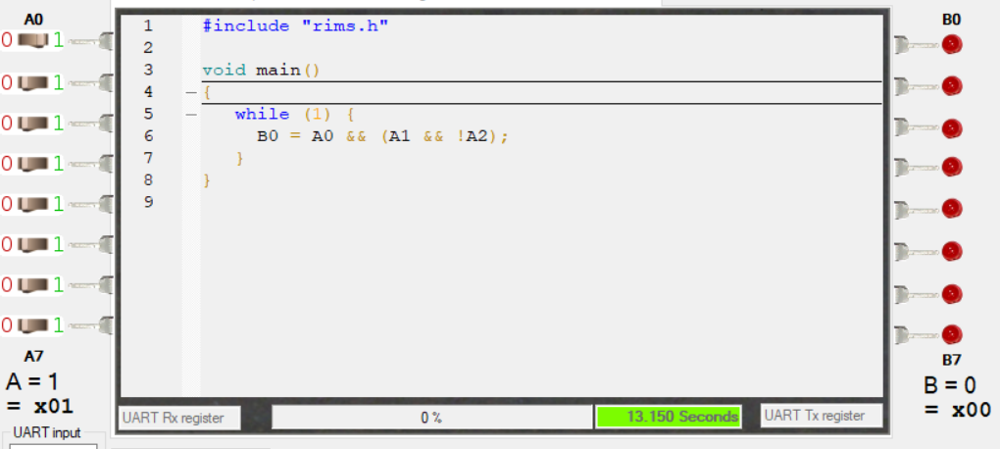 A0
0 1
0 1
0 1
0 1
0 1
0 1
0 1
0 1
A7
A = 1
= x01
UART input
1 #include "rims.h"
2
3 void main()
4 {
5 while (1) {
6 B0 = A0 && (A1 && !A2);
7 }
8 }
9
UART Rx register
0 %
13.150 Seconds
UART Tx register
B0
B7
B = 0
= x00